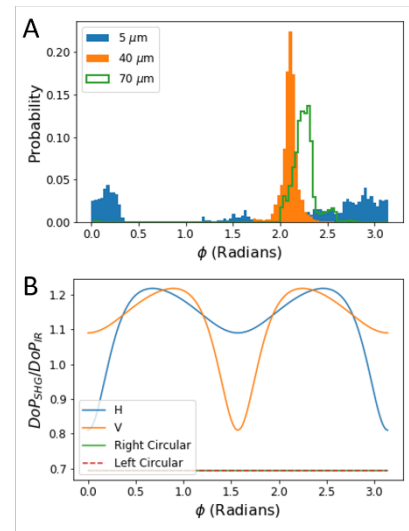 A
0.20
0.15
0.10
0.05
0.00
Probability
5 μm
40 μm
70 μm
0.0 0.5 1.0 1.5 2.0 2.5 3.0
ϕ (Radians)
B
1.2
1.1
1.0
0.9
0.8
0.7
DoP_SHG/DoP_IR
H
V
Right Circular
Left Circular
0.0 0.5 1.0 1.5 2.0 2.5 3.0
ϕ (Radians)